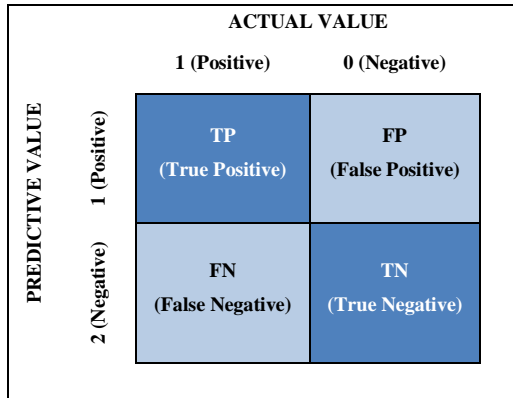 ACTUAL VALUE
1 (Positive)
0 (Negative)
PREDICTIVE VALUE
1 (Positive)
TP
(True Positive)
FP
(False Positive)
2 (Negative)
FN
(False Negative)
TN
(True Negative)